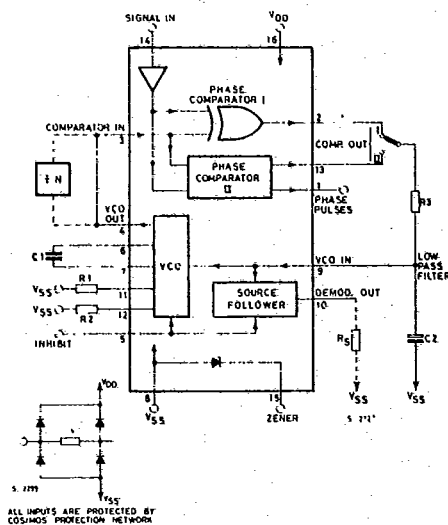 SIGNAL IN
14
VDD
16
PHASE
COMPARATOR I
2
COMPARATOR IN
3
COMP. OUT
I
II
13
PHASE
COMPARATOR
II
1
PHASE
PULSES
÷ N
R3
VCO
OUT
4
6
C1
7
VCO
VCO IN
9
LOW-
PASS
FILTER
VSS
R1
11
SOURCE
FOLLOWER
DEMOD. OUT
10
VSS
R2
12
INHIBIT
5
RS
C2
8
VSS
15
ZENER
VSS
VSS
VDD
VSS
ALL INPUTS ARE PROTECTED BY
COS/MOS PROTECTION NETWORK